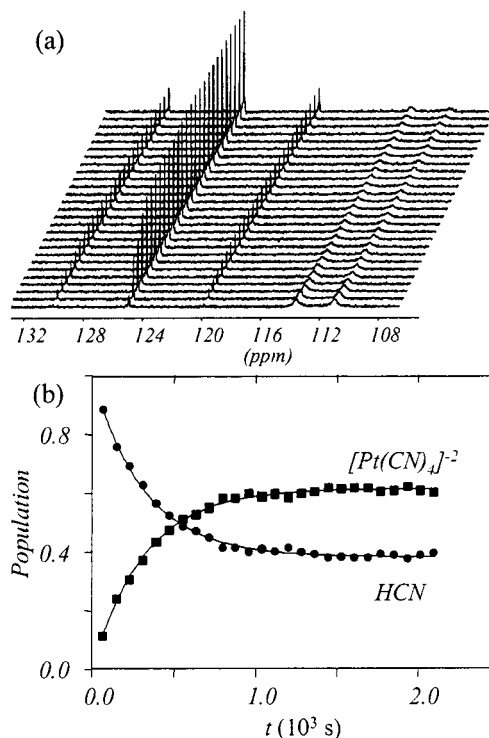 (a)
132 128 124 120 116 112 108
(ppm)
(b)
0.8
[Pt(CN)4]-2
Population
0.4
HCN
0.0
0.0 1.0 2.0
t (10³ s)